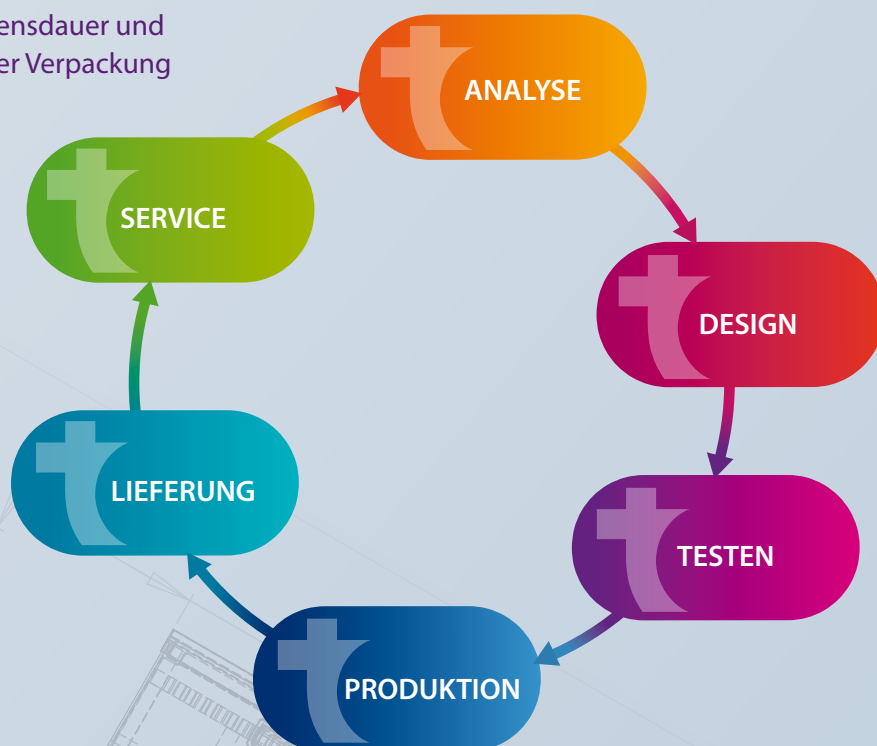 ensdauer und
er Verpackung
ANALYSE
SERVICE
DESIGN
LIEFERUNG
TESTEN
PRODUKTION